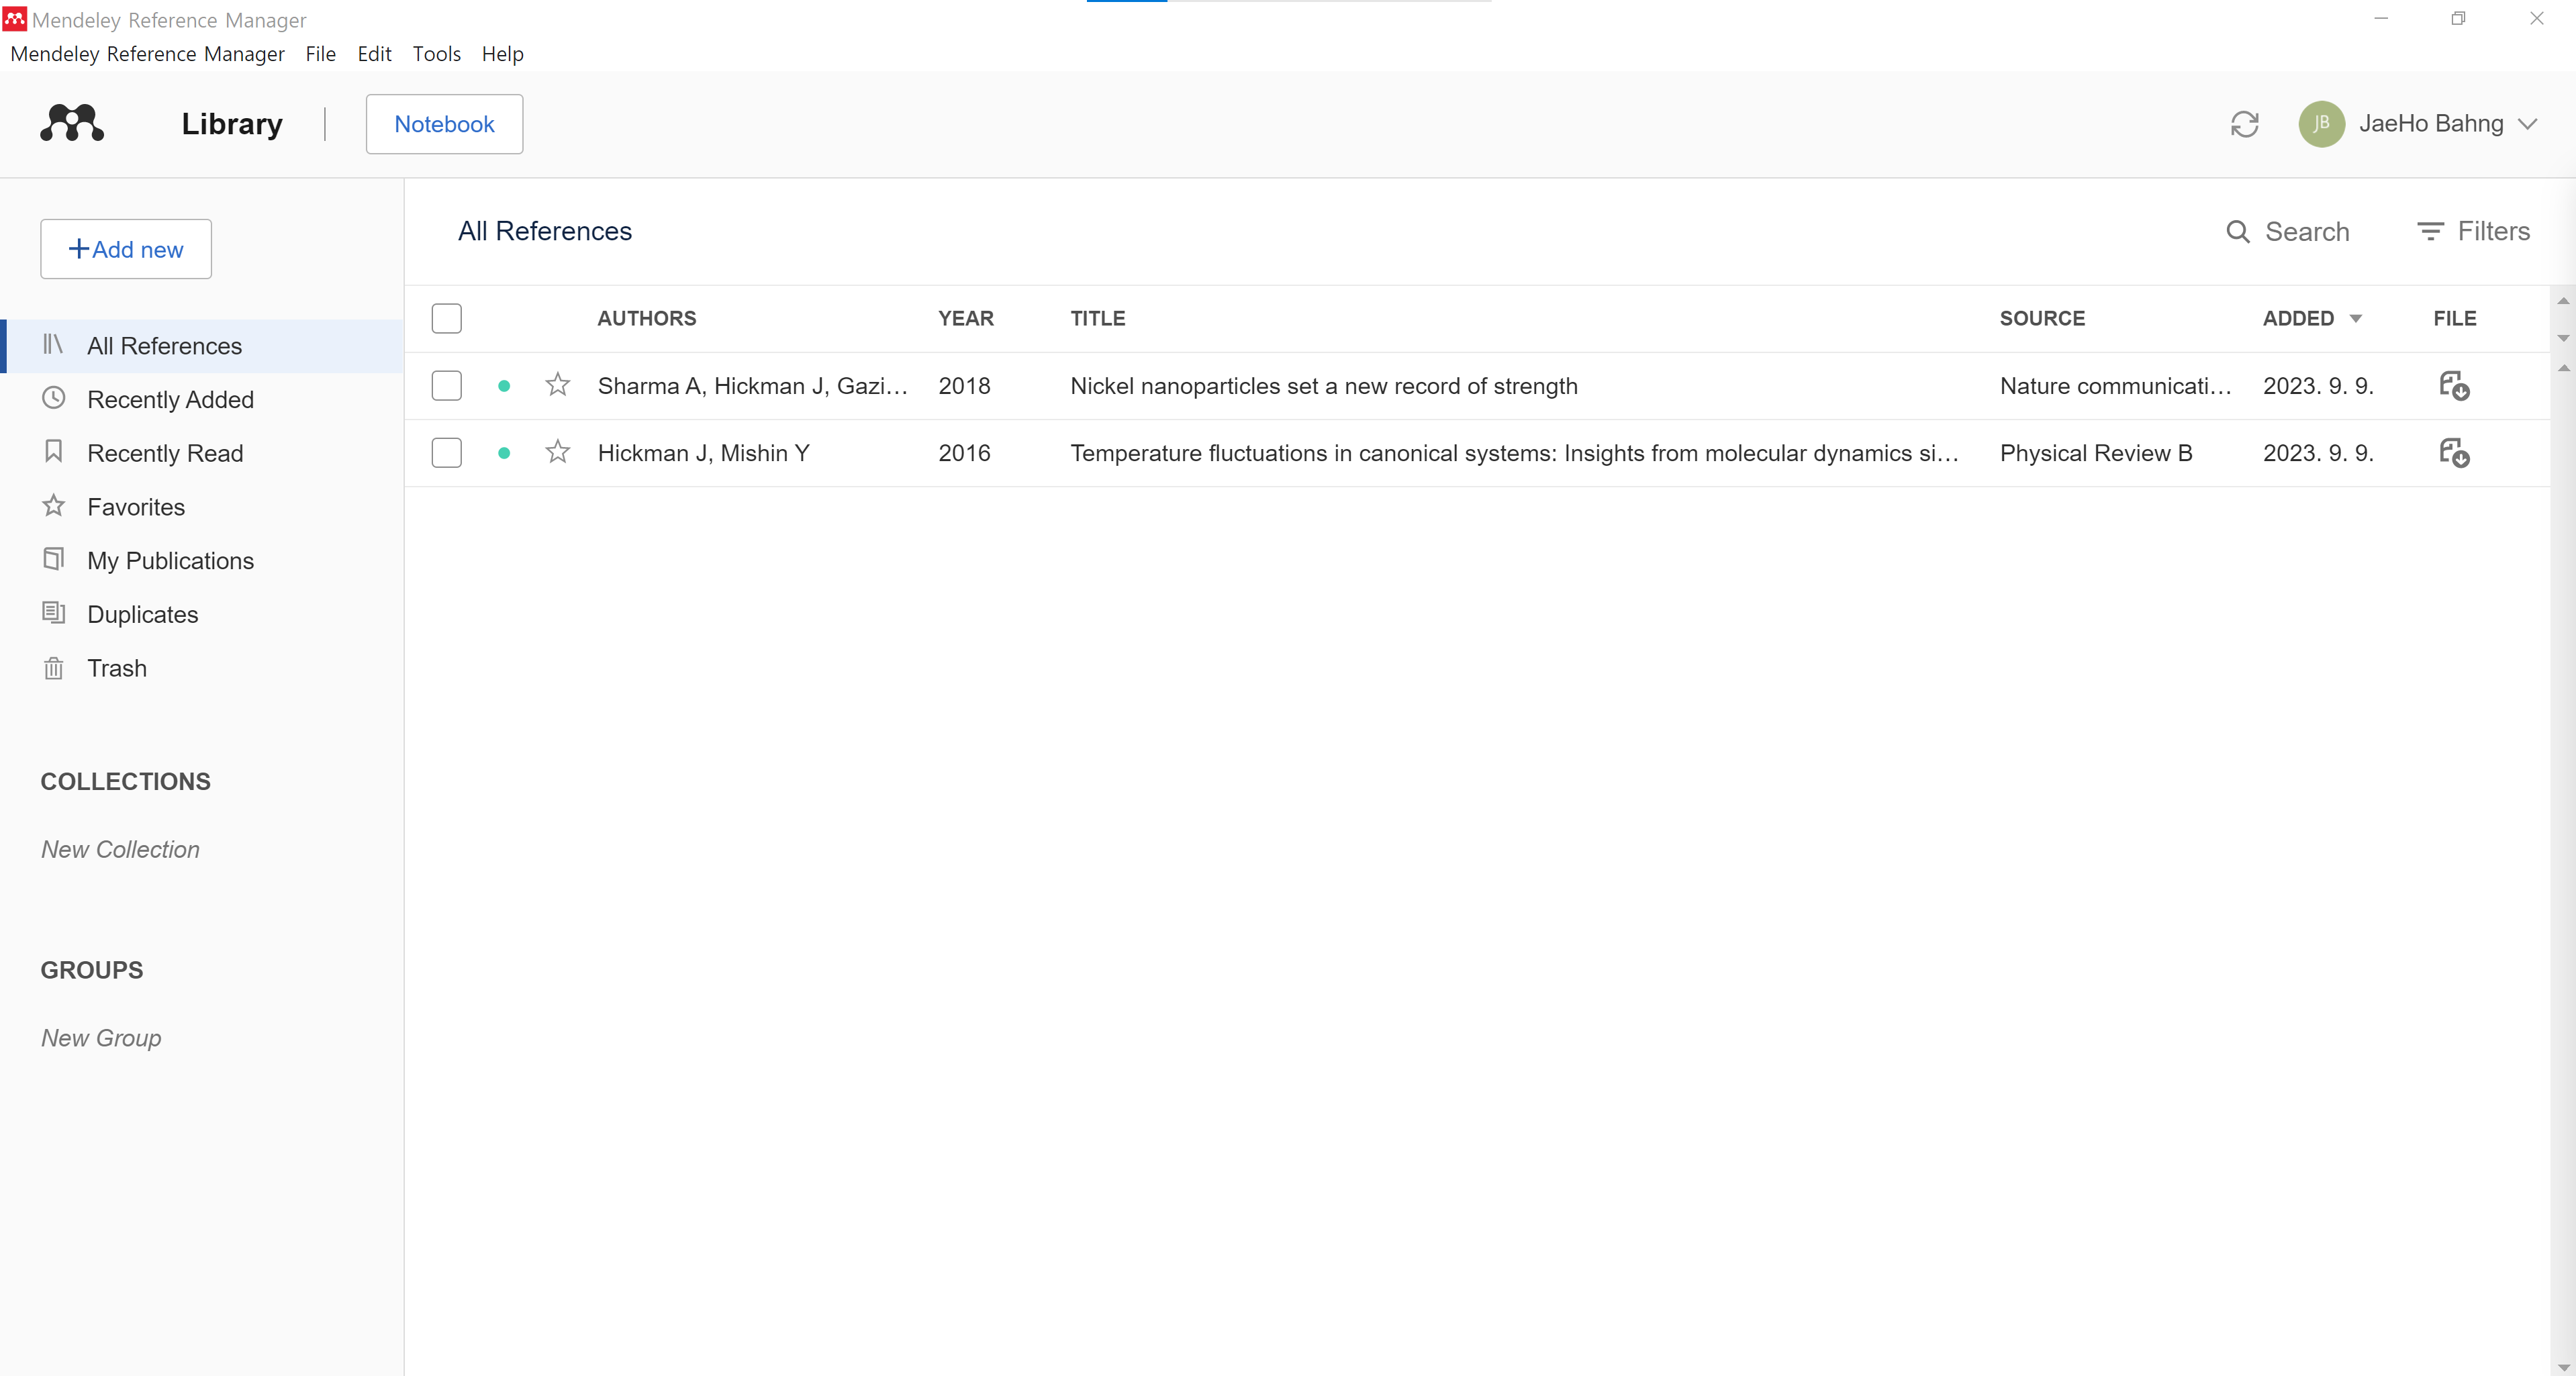 Mendeley Reference Manager
Mendeley Reference Manager File Edit Tools Help
Library Notebook JB JaeHo Bahng
+Add new
All References
Recently Added
Recently Read
Favorites
My Publications
Duplicates
Trash
COLLECTIONS
New Collection
GROUPS
New Group
All References Search Filters
AUTHORS YEAR TITLE SOURCE ADDED FILE
Sharma A, Hickman J, Gazi... 2018 Nickel nanoparticles set a new record of strength Nature communicati... 2023. 9. 9.
Hickman J, Mishin Y 2016 Temperature fluctuations in canonical systems: Insights from molecular dynamics si... Physical Review B 2023. 9. 9.